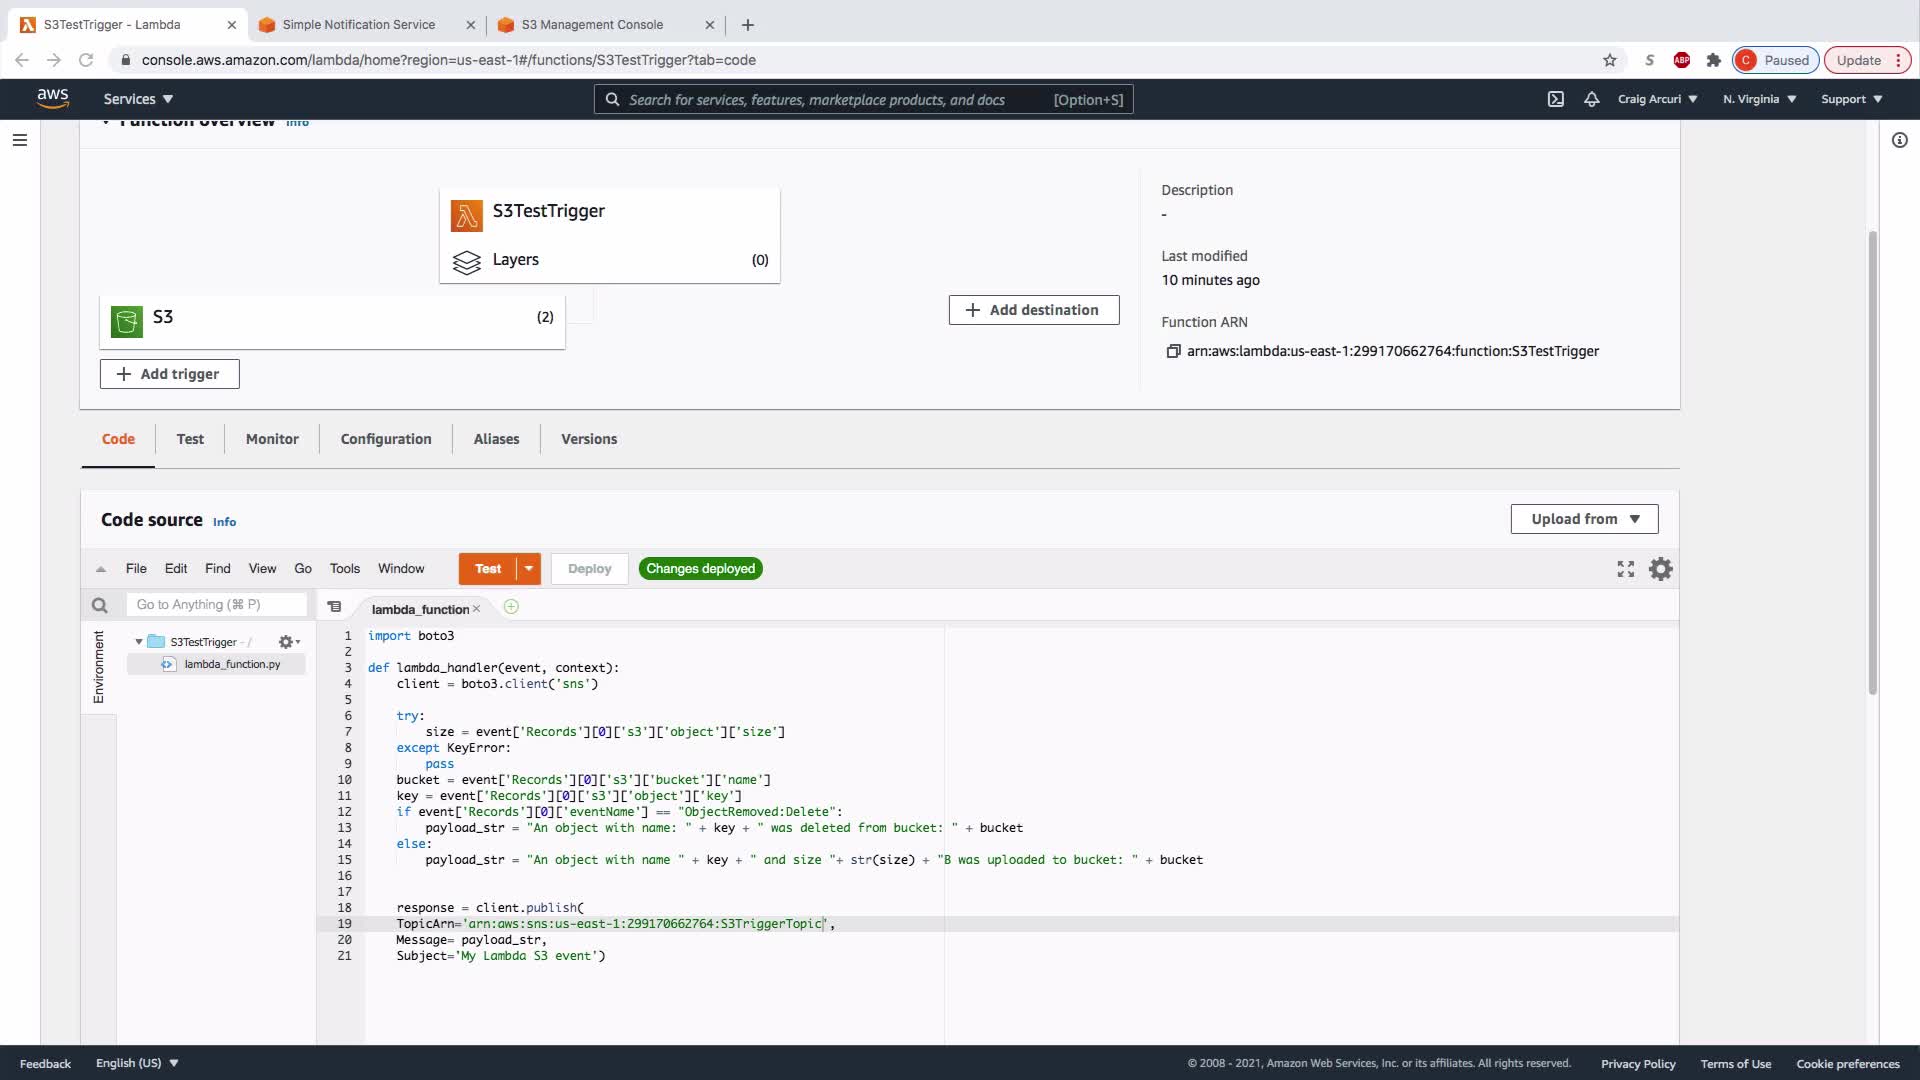 S3TestTrigger - Lambda
Simple Notification Service
S3 Management Console
console.aws.amazon.com/lambda/home?region=us-east-1#/functions/S3TestTrigger?tab=code
S
ABP
C Paused
Update
aws
Services
Search for services, features, marketplace products, and docs [Option+S]
Craig Arcuri
N. Virginia
Support
Function overview Info
S3TestTrigger
Layers (0)
S3 (2)
+ Add trigger
+ Add destination
Description
-
Last modified
10 minutes ago
Function ARN
arn:aws:lambda:us-east-1:299170662764:function:S3TestTrigger
Code
Test
Monitor
Configuration
Aliases
Versions
Code source Info
Upload from
File Edit Find View Go Tools Window
Test
Deploy
Changes deployed
Go to Anything (⌘ P)
lambda_function
Environment
S3TestTrigger - /
lambda_function.py
1 import boto3
2
3 def lambda_handler(event, context):
4     client = boto3.client('sns')
5
6     try:
7         size = event['Records'][0]['s3']['object']['size']
8     except KeyError:
9         pass
10     bucket = event['Records'][0]['s3']['bucket']['name']
11     key = event['Records'][0]['s3']['object']['key']
12     if event['Records'][0]['eventName'] == "ObjectRemoved:Delete":
13         payload_str = "An object with name: " + key + " was deleted from bucket: " + bucket
14     else:
15         payload_str = "An object with name " + key + " and size "+ str(size) + "B was uploaded to bucket: " + bucket
16
17
18     response = client.publish(
19     TopicArn='arn:aws:sns:us-east-1:299170662764:S3TriggerTopic',
20     Message= payload_str,
21     Subject='My Lambda S3 event')
Feedback
English (US)
© 2008 - 2021, Amazon Web Services, Inc. or its affiliates. All rights reserved.
Privacy Policy
Terms of Use
Cookie preferences